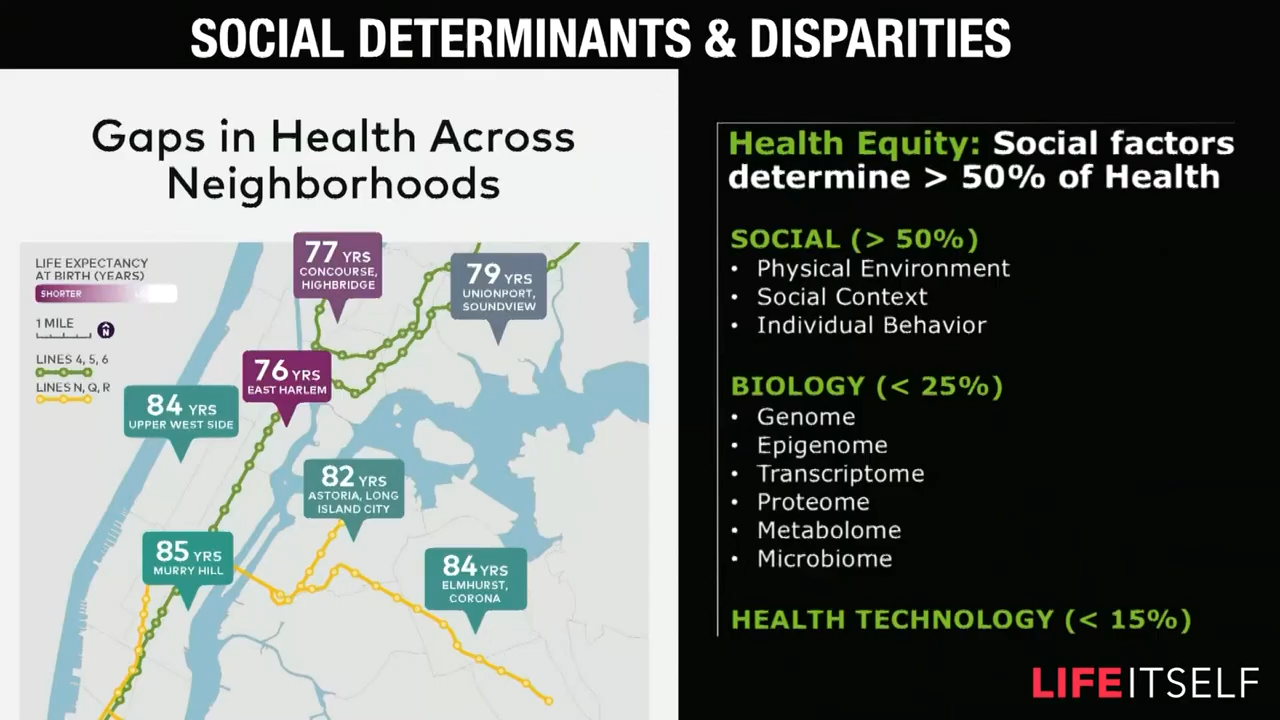 SOCIAL DETERMINANTS & DISPARITIES
Gaps in Health Across
Neighborhoods
LIFE EXPECTANCY
AT BIRTH (YEARS)
SHORTER
1 MILE
N
LINES 4, 5, 6
LINES N, Q, R
77 YRS
CONCOURSE,
HIGHBRIDGE
79 YRS
UNIONPORT,
SOUNDVIEW
76 YRS
EAST HARLEM
84 YRS
UPPER WEST SIDE
82 YRS
ASTORIA, LONG
ISLAND CITY
85 YRS
MURRY HILL
84 YRS
ELMHURST,
CORONA
Health Equity: Social factors
determine > 50% of Health
SOCIAL (> 50%)
• Physical Environment
• Social Context
• Individual Behavior
BIOLOGY (< 25%)
• Genome
• Epigenome
• Transcriptome
• Proteome
• Metabolome
• Microbiome
HEALTH TECHNOLOGY (< 15%)
LIFEITSELF